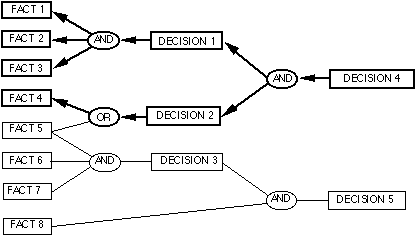 FACT 1
FACT 2
AND
DECISION 1
FACT 3
AND
DECISION 4
FACT 4
OR
DECISION 2
FACT 5
FACT 6
AND
DECISION 3
FACT 7
AND
DECISION 5
FACT 8